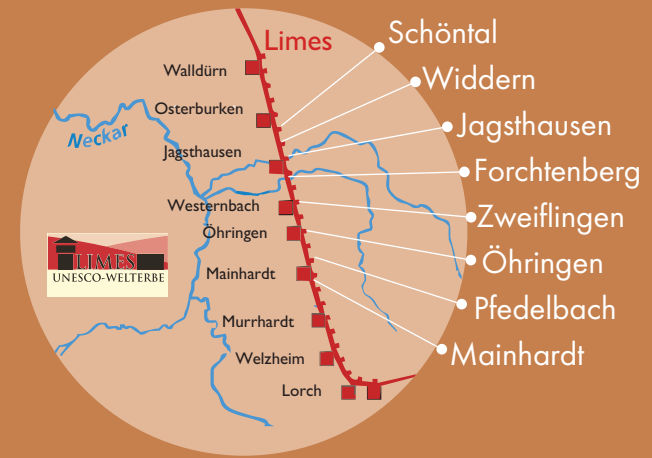 Limes
Schöntal
Widdern
Jagsthausen
Forchtenberg
Zweiflingen
Öhringen
Pfedelbach
Mainhardt
Walldürn
Osterburken
Jagsthausen
Westernbach
Öhringen
Mainhardt
Murrhardt
Welzheim
Lorch
Neckar
LIMES
UNESCO-WELTERBE